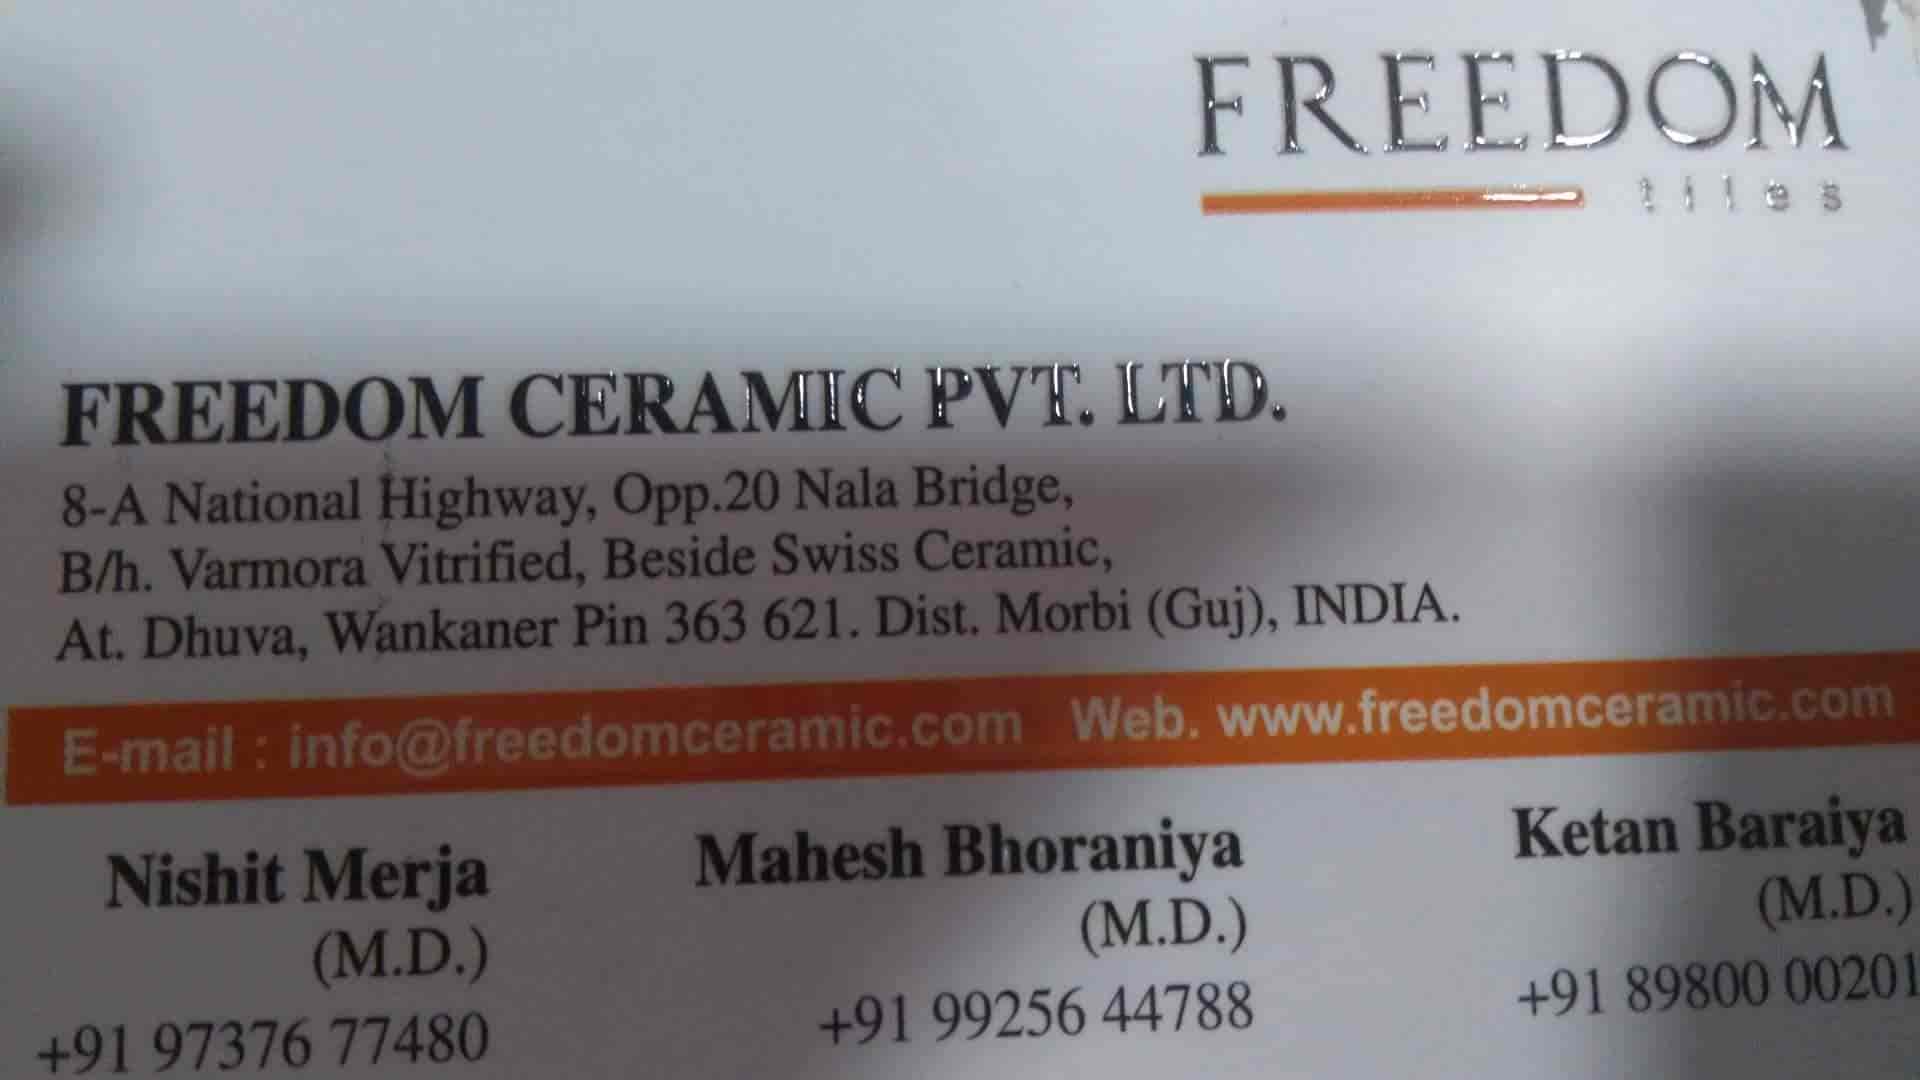 FREEDOM
tiles
FREEDOM CERAMIC PVT. LTD.
8-A National Highway, Opp.20 Nala Bridge,
B/h. Varmora Vitrified, Beside Swiss Ceramic,
At. Dhuva, Wankaner Pin 363 621. Dist. Morbi (Guj), INDIA.
E-mail : info@freedomceramic.com Web. www.freedomceramic.com
Nishit Merja Mahesh Bhoraniya Ketan Baraiya
(M.D.) (M.D.) (M.D.)
+91 97376 77480 +91 99256 44788 +91 89800 00201